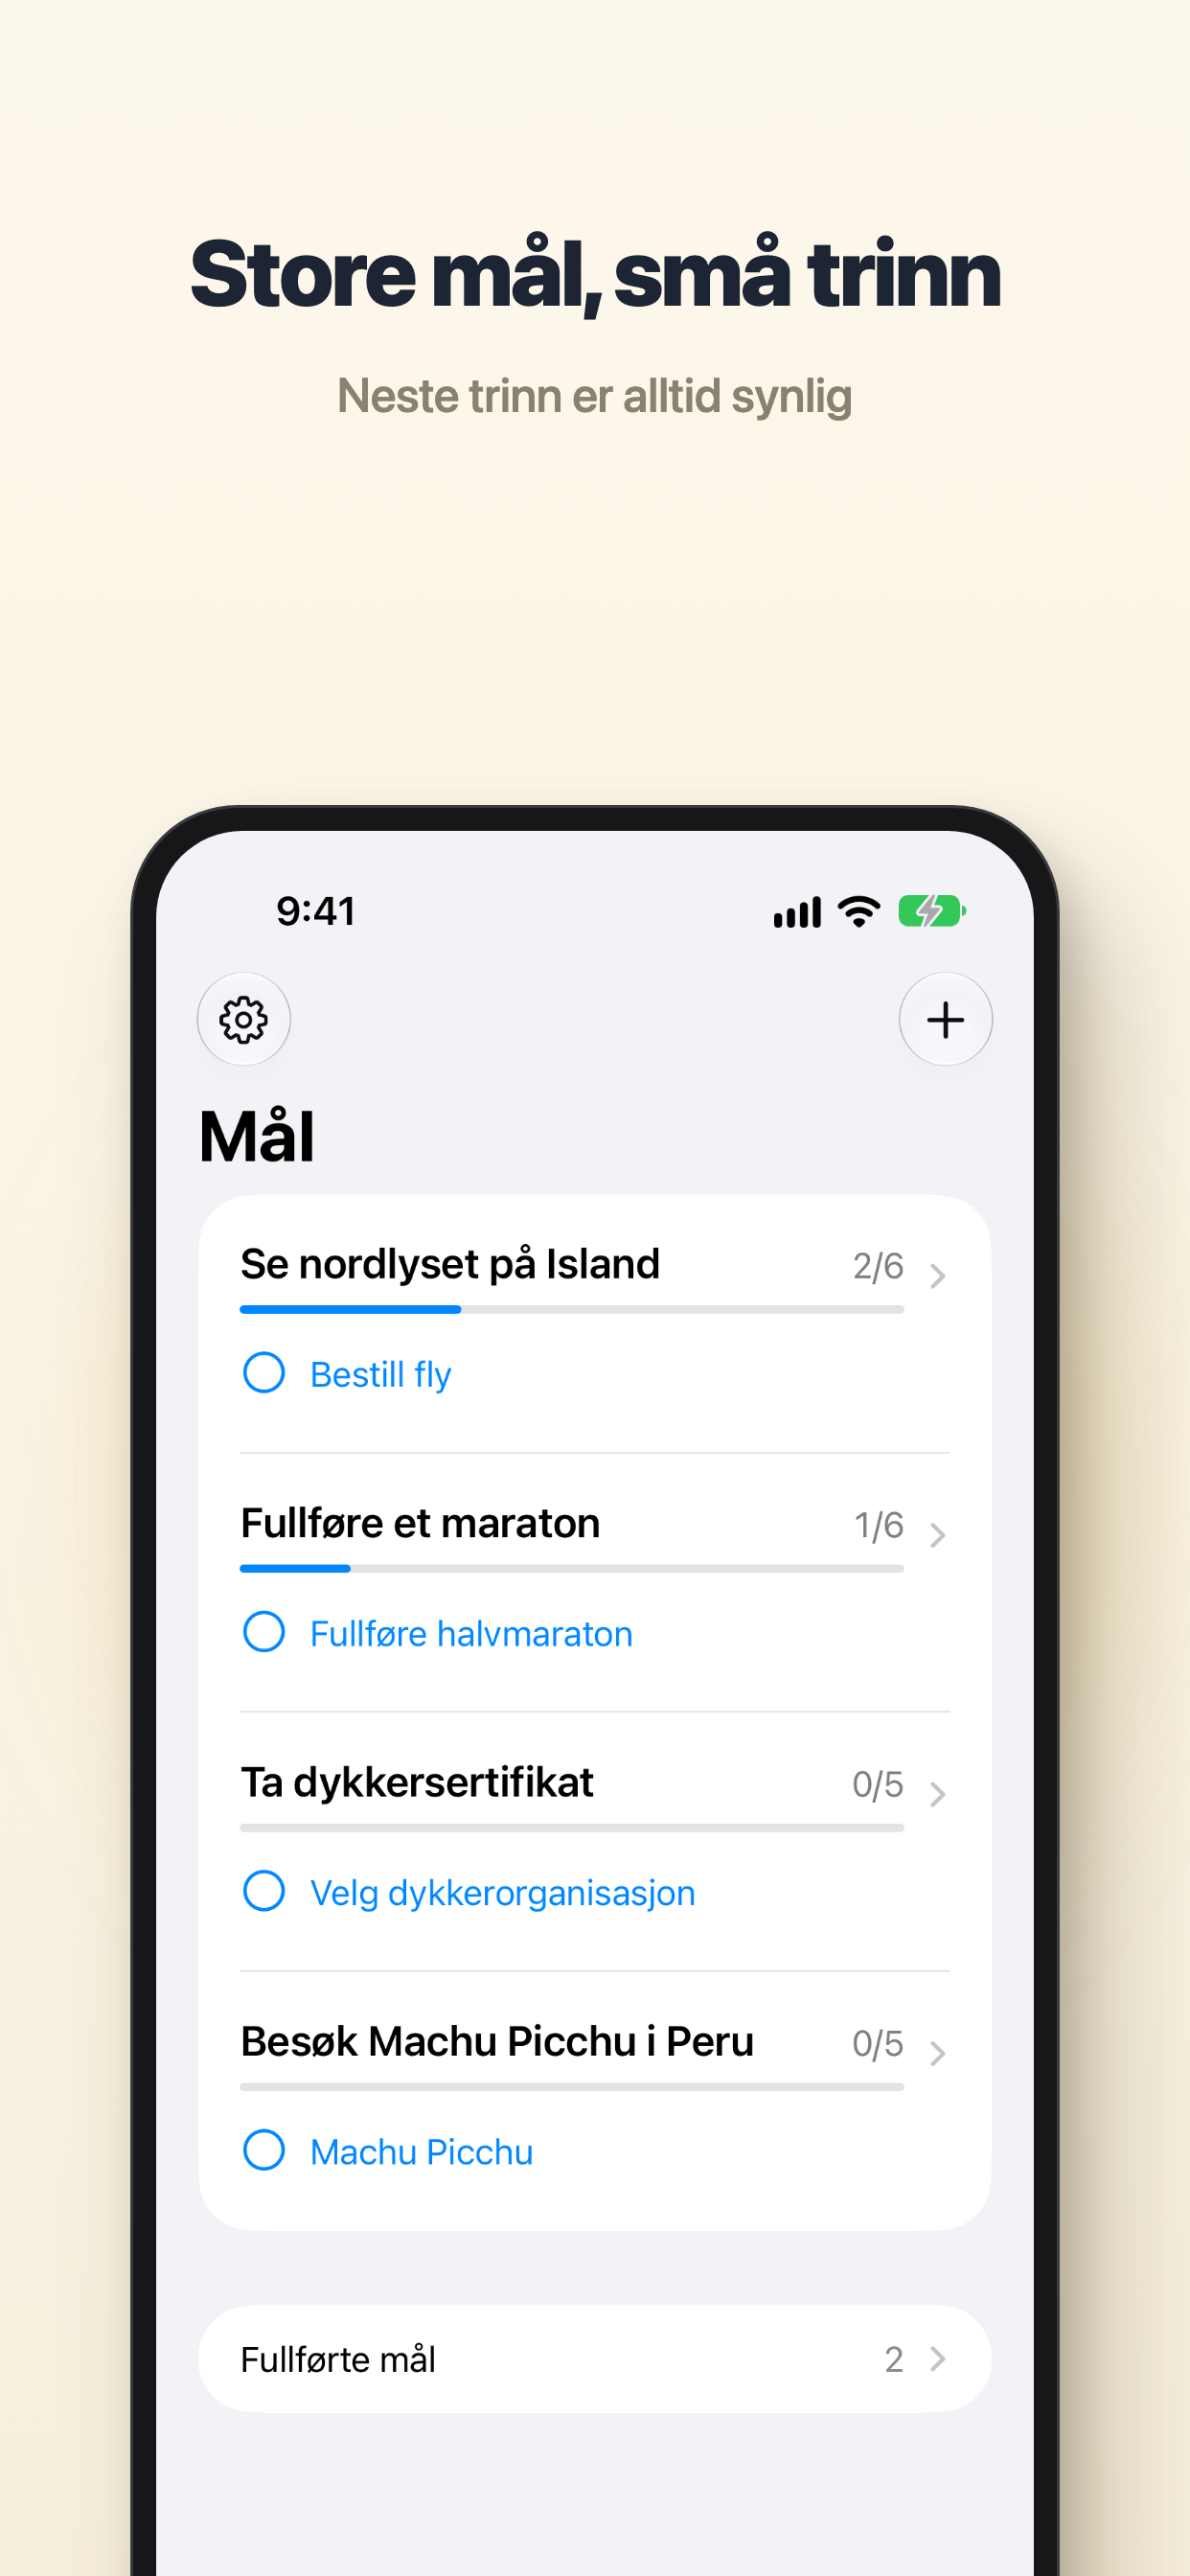 Store mål, små trinn
Neste trinn er alltid synlig
9:41
Mål
Se nordlyset på Island 2/6
Bestill fly
Fullføre et maraton 1/6
Fullføre halvmaraton
Ta dykkersertifikat 0/5
Velg dykkerorganisasjon
Besøk Machu Picchu i Peru 0/5
Machu Picchu
Fullførte mål 2